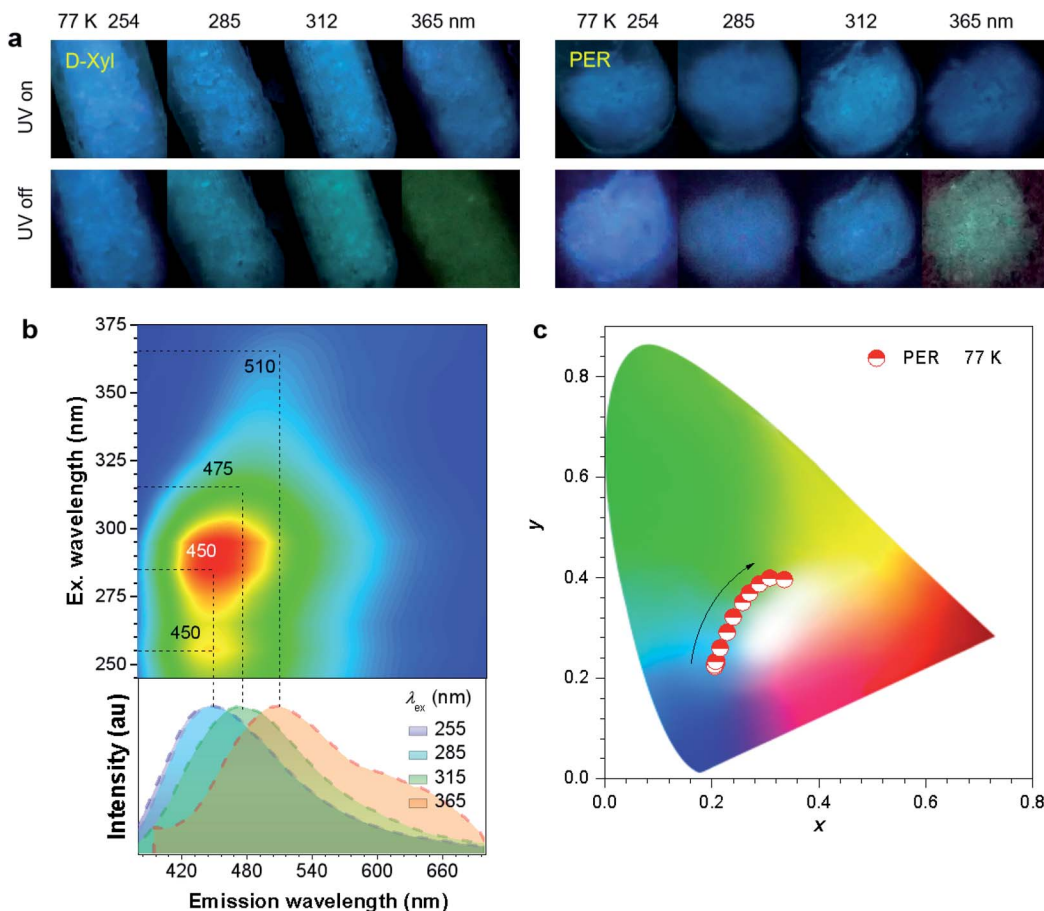 77 K 254 285 312 365 nm 77 K 254 285 312 365 nm
a
D-Xyl PER
UV on
UV off
b
375
350
325
300
275
250
Ex. wavelength (nm)
510
475
450
450
λex (nm)
255
285
315
365
Intensity (au)
420 480 540 600 660
Emission wavelength (nm)
c
PER 77 K
0.8
0.6
0.4
0.2
0.0
y
0.0 0.2 0.4 0.6 0.8
x